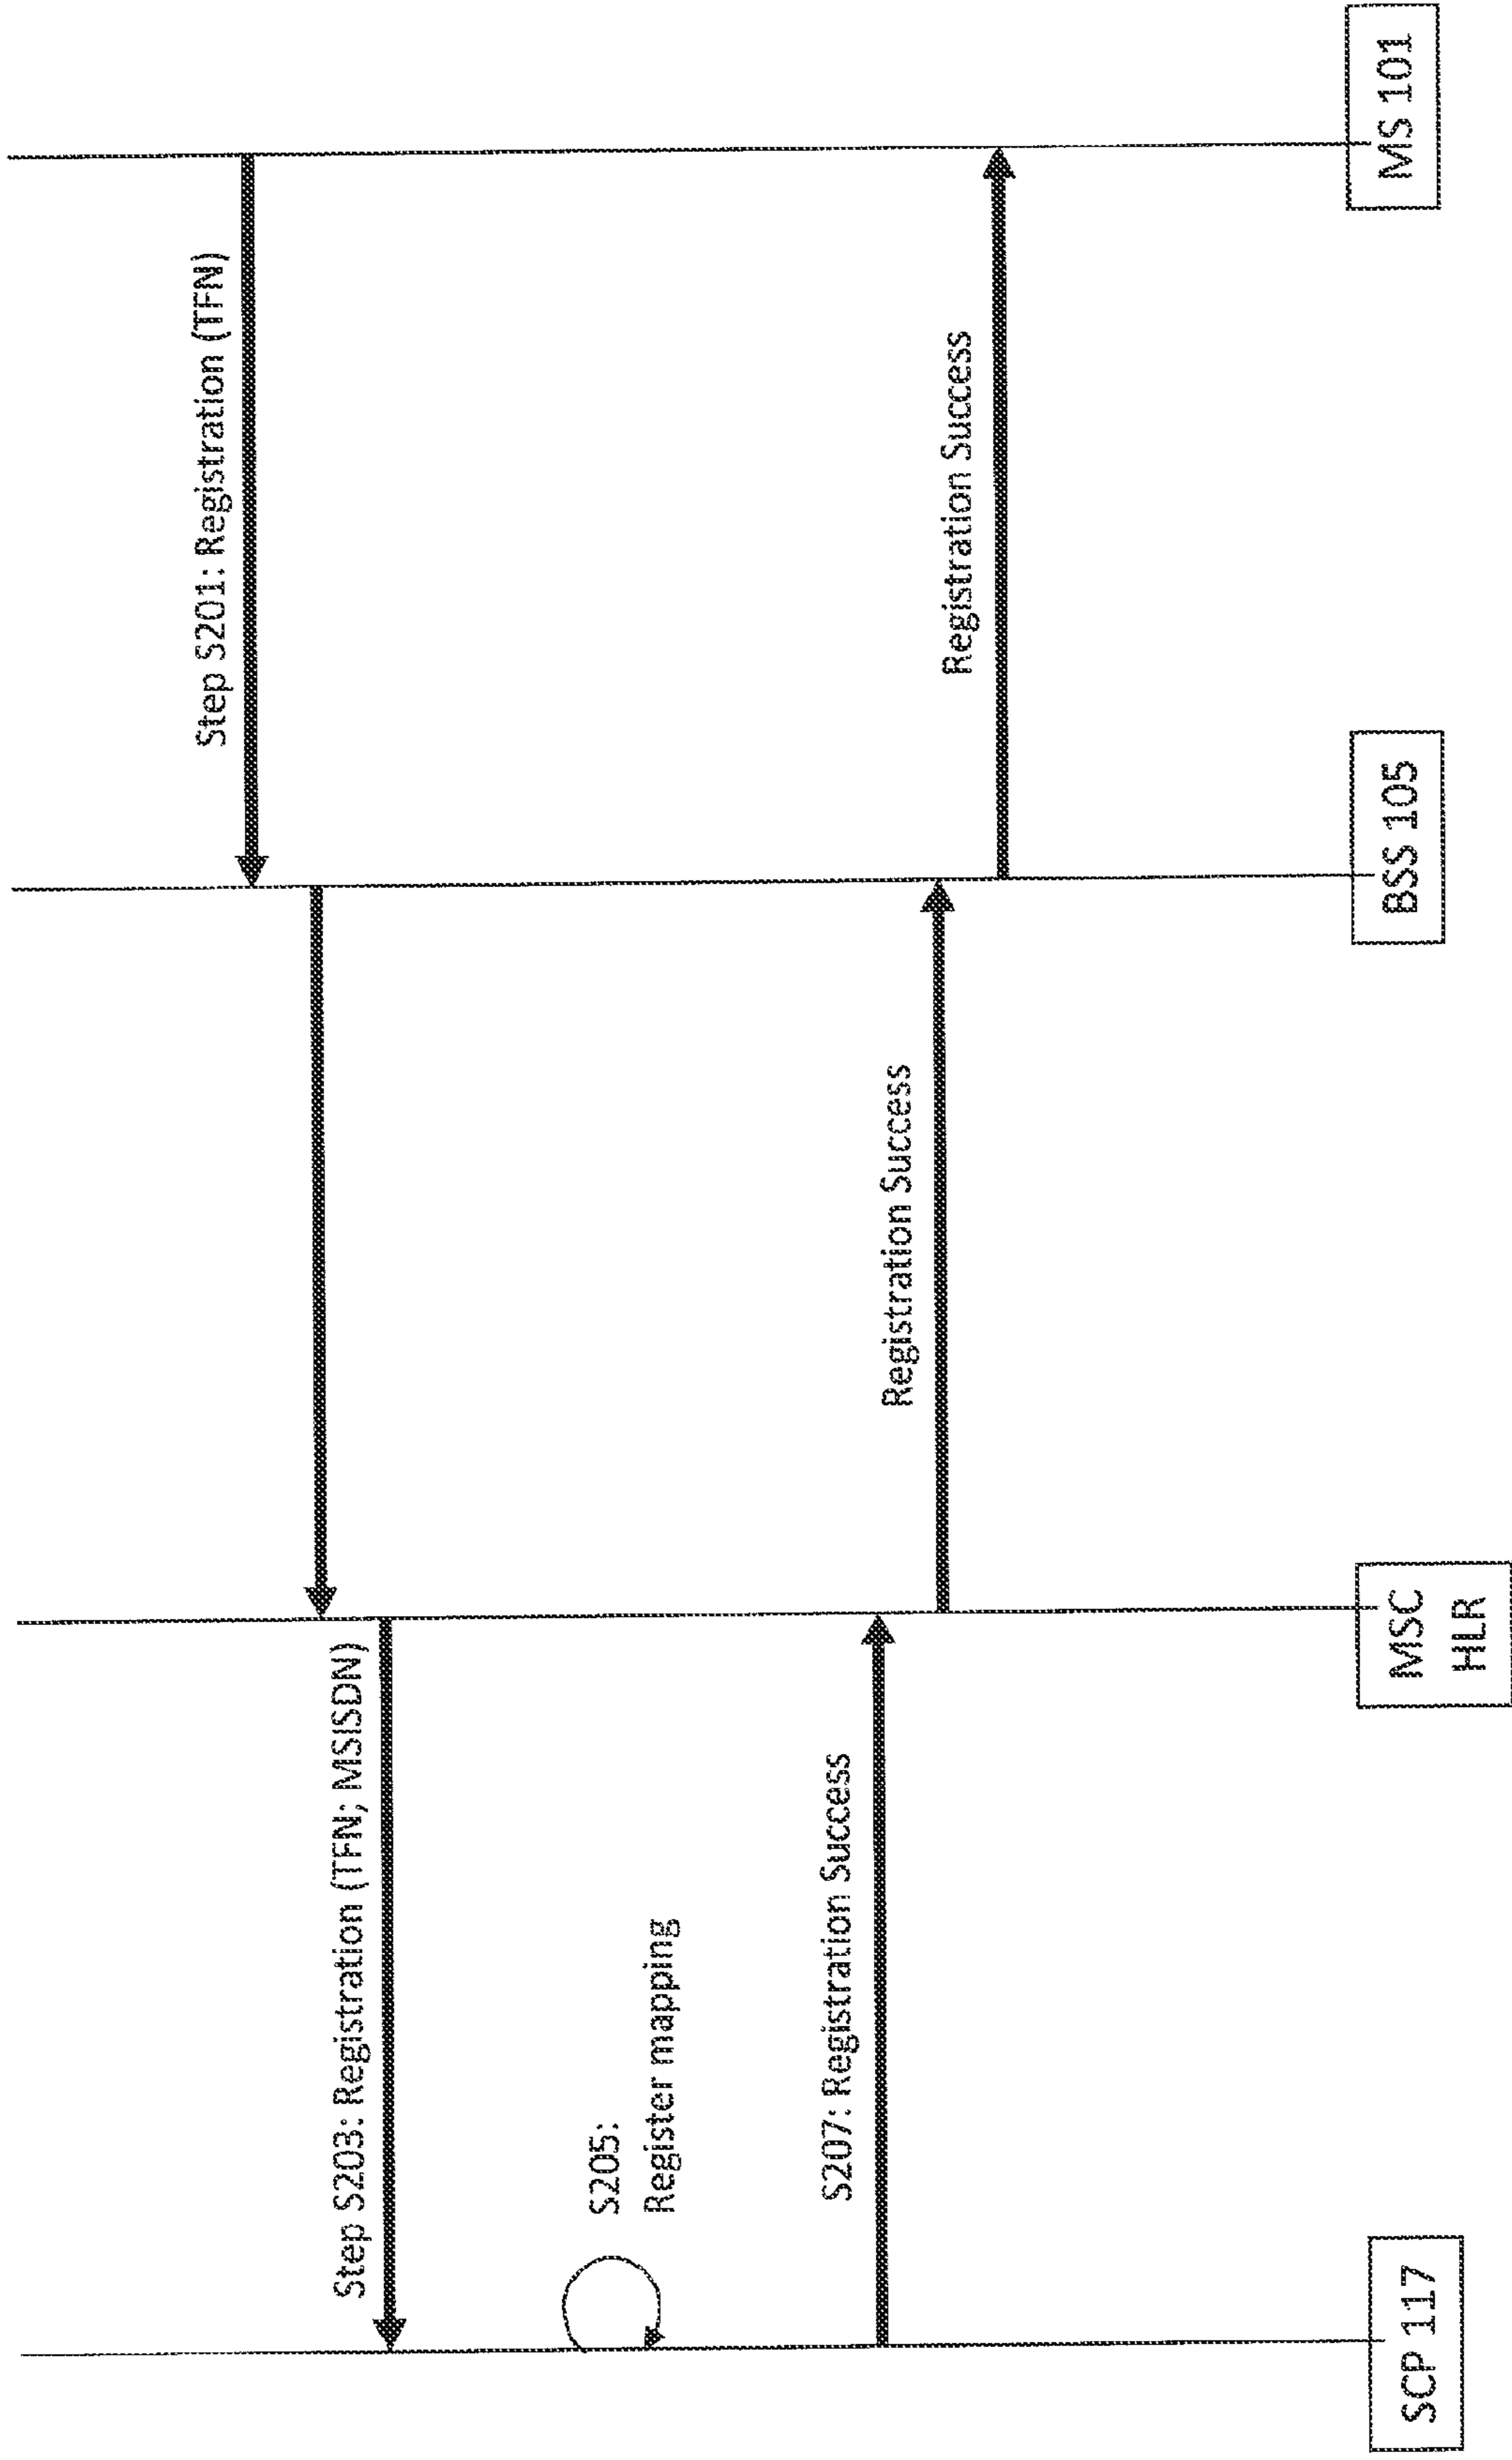 Step S201: Registration (TFN)
Step S203: Registration (TFN; MSISDN)
S205:
Register mapping
S207: Registration Success
Registration Success
Registration Success
SCP 117
MSC
HLR
BSS 105
MS 101